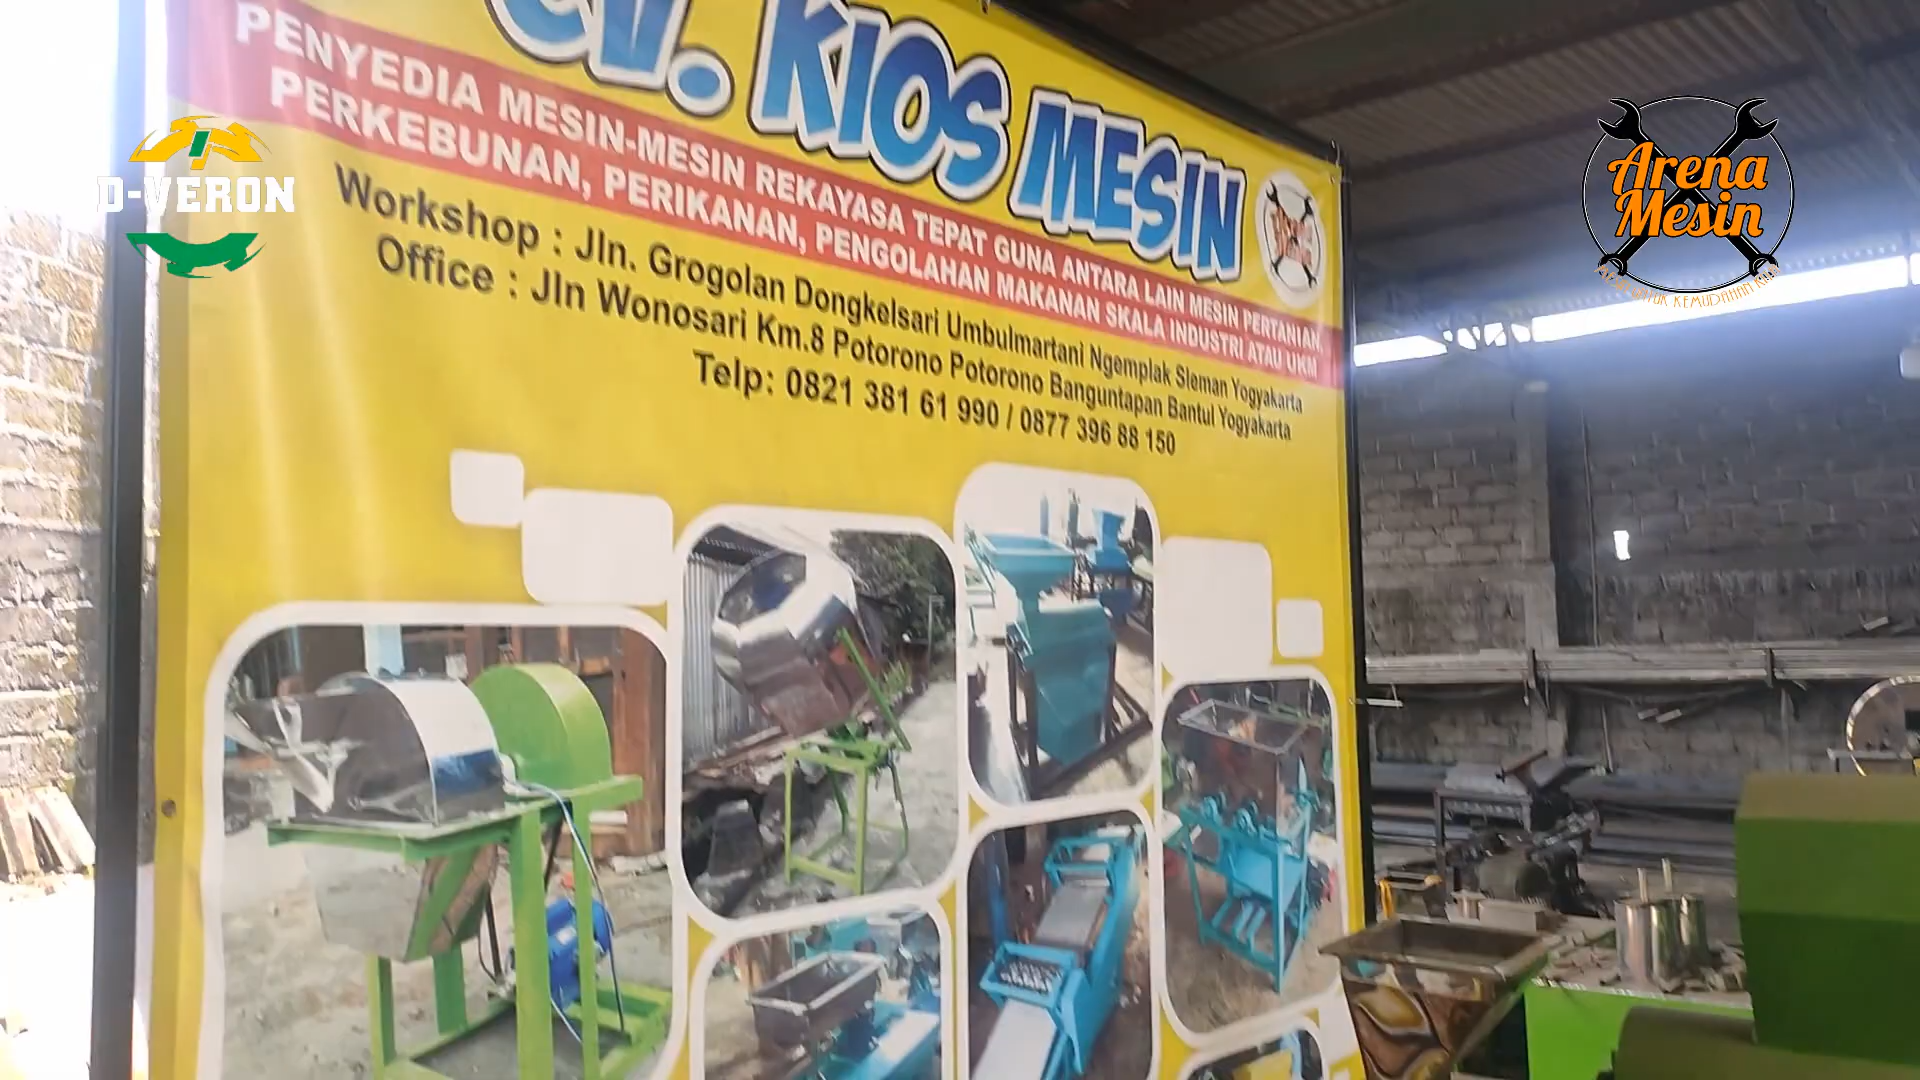 CV. KIOS MESIN
PENYEDIA MESIN-MESIN REKAYASA TEPAT GUNA ANTARA LAIN MESIN PERTANIAN,
PERKEBUNAN, PERIKANAN, PENGOLAHAN MAKANAN SKALA INDUSTRI ATAU UKM
Workshop : Jln. Grogolan Dongkelsari Umbulmartani Ngemplak Sleman Yogyakarta
Office : Jln Wonosari Km.8 Potorono Potorono Banguntapan Bantul Yogyakarta
Telp: 0821 381 61 990 / 0877 396 88 150
D-VERON
Arena
Mesin
UNTUK KEMUDAHAN